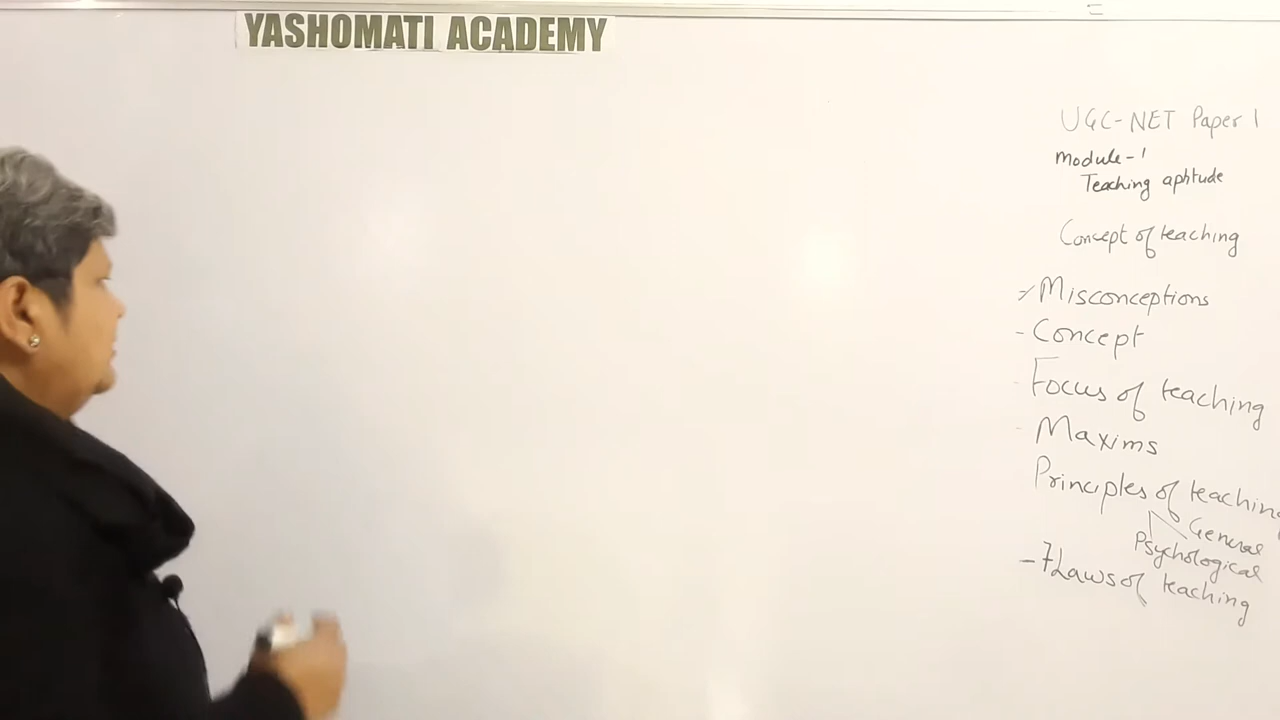 YASHOMATI ACADEMY
UGC-NET Paper 1
Module-1
Teaching aptitude
Concept of teaching
Misconceptions
- Concept
- Focus of teaching
- Maxims
Principles of teaching
General
Psychological
- 7 Laws of teaching